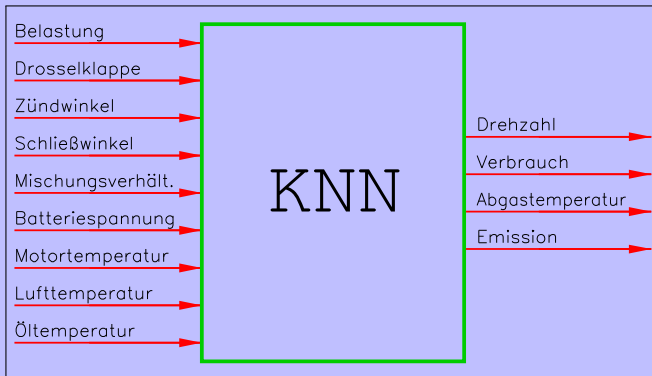 Belastung
Drosselklappe
Zündwinkel
Schließwinkel
Mischungsverhält.
Batteriespannung
Motortemperatur
Lufttemperatur
Öltemperatur
KNN
Drehzahl
Verbrauch
Abgastemperatur
Emission